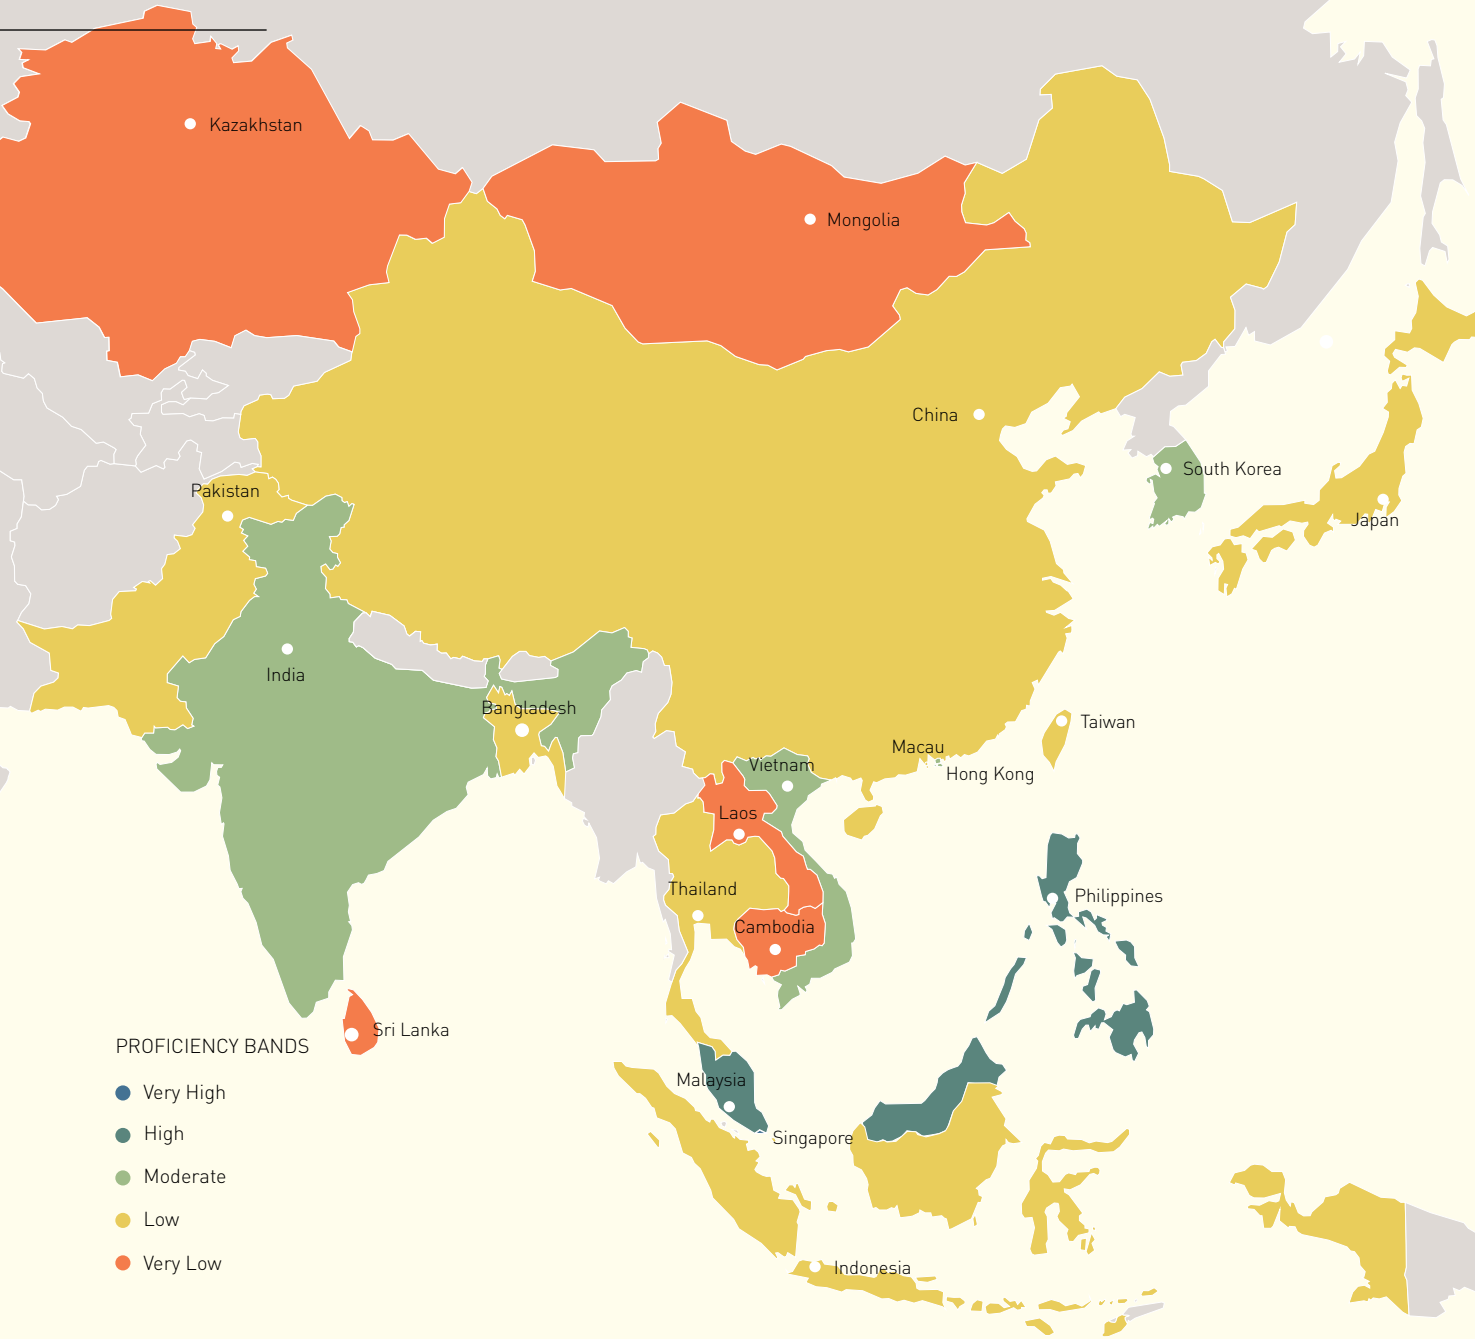 Kazakhstan
Mongolia
China
South Korea
Pakistan
Japan
India
Bangladesh
Taiwan
Macau
Vietnam
Hong Kong
Laos
Thailand
Philippines
Cambodia
Sri Lanka
PROFICIENCY BANDS
Malaysia
Very High
High
Singapore
Moderate
Low
Very Low
Indonesia